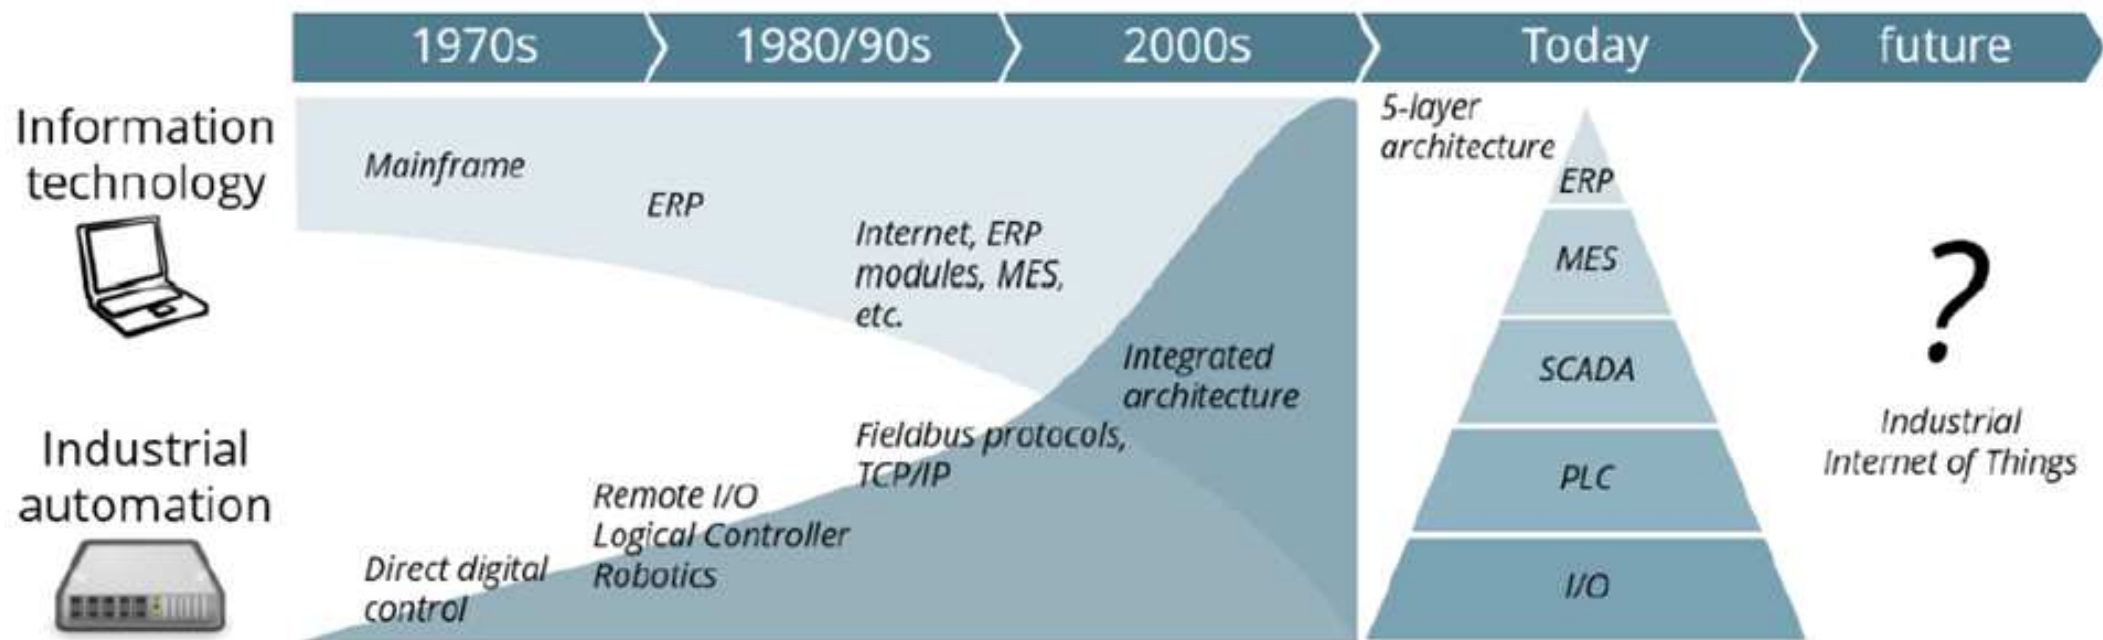 1970s
1980/90s
2000s
Today
future
Information
technology
Mainframe
ERP
Internet, ERP
modules, MES,
etc.
Integrated
architecture
Industrial
automation
Direct digital
control
Remote I/O
Logical Controller
Robotics
Fieldbus protocols,
TCP/IP
5-layer
architecture
ERP
MES
SCADA
PLC
I/O
?
Industrial
Internet of Things